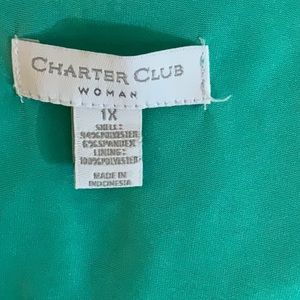 CHARTER CLUB
WOMAN
1X
SHELL:
94%POLYESTER
6%SPANDEX
LINING:
100%POLYESTER
MADE IN
INDONESIA